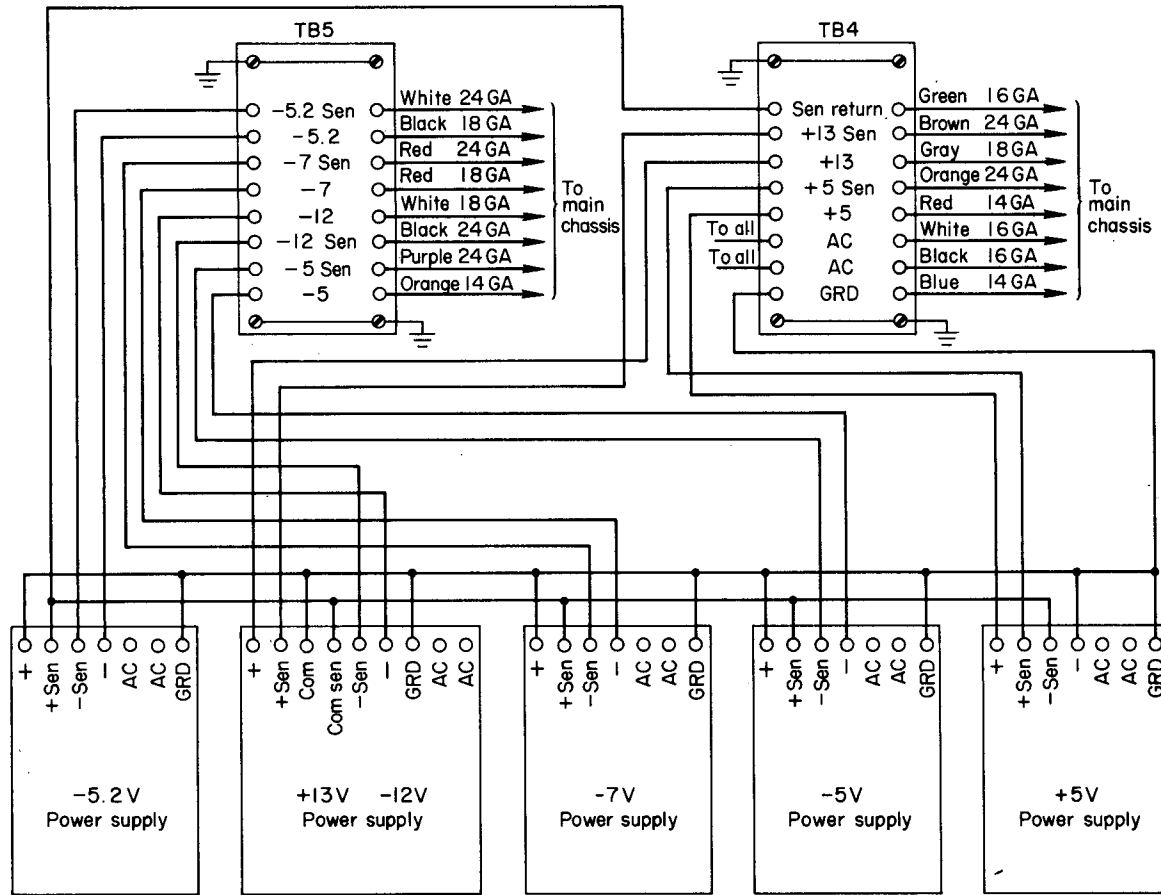 TB5
-5.2 Sen White 24 GA
-5.2 Black 18 GA
-7 Sen Red 24 GA
-7 Red 18 GA
-12 White 18 GA
-12 Sen Black 24 GA
-5 Sen Purple 24 GA
-5 Orange 14 GA
To
main
chassis
TB4
Sen return Green 16 GA
+13 Sen Brown 24 GA
+13 Gray 18 GA
+5 Sen Orange 24 GA
+5 Red 14 GA
To all AC White 16 GA
To all AC Black 16 GA
GRD Blue 14 GA
To
main
chassis
+ +Sen -Sen - AC AC GRD
-5.2V
Power supply
+ +Sen Com Com sen -Sen - GRD AC AC
+13V -12V
Power supply
+ +Sen -Sen - AC AC GRD
-7V
Power supply
+ +Sen -Sen - AC AC GRD
-5V
Power supply
+ +Sen -Sen - AC AC GRD
+5V
Power supply